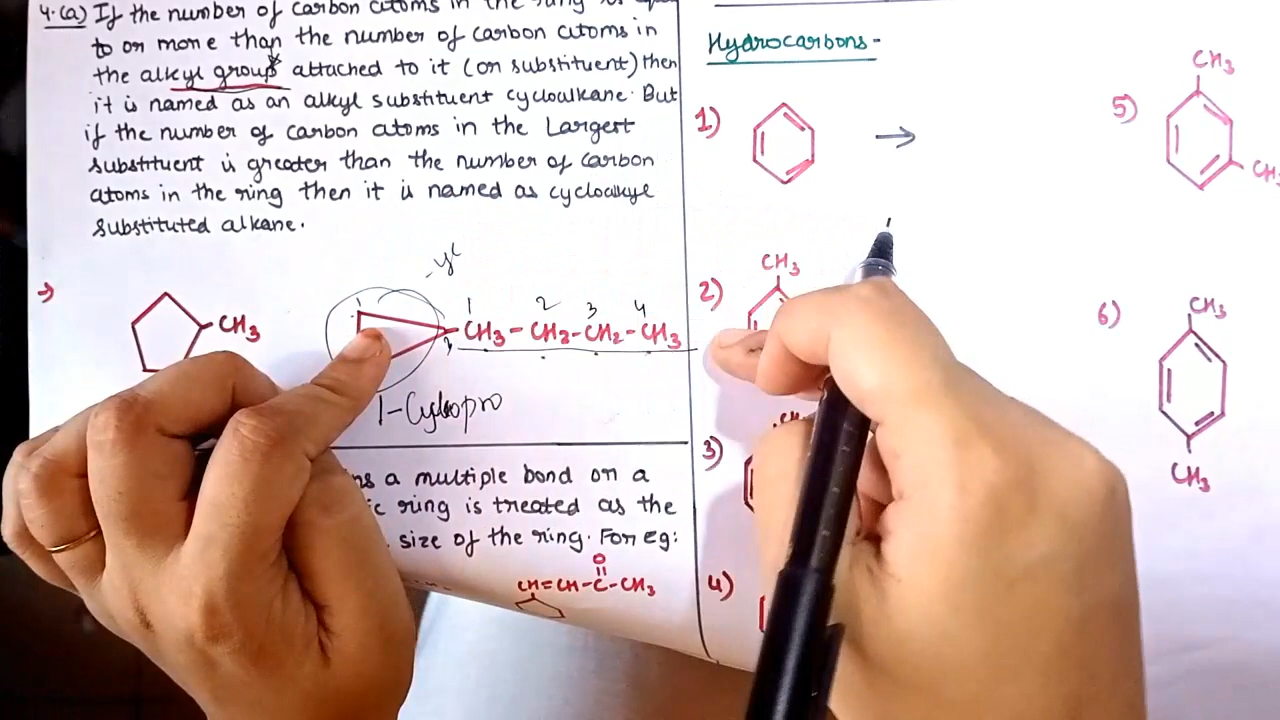 4.(a) If the number of carbon atoms in the ring is
to or more than the number of carbon atoms in
the alkyl groups attached to it (or substituent) then
it is named as an alkyl substituent cycloalkane. But
if the number of carbon atoms in the Largest
substituent is greater than the number of carbon
atoms in the ring then it is named as cycloalkyl
substituted alkane.
-yl
1 2 3 4
CH3
CH3-CH2-CH2-CH3
1-Cyclopro
a multiple bond on a
ring is treated as the
size of the ring. For eg:
O
CH=CH-C-CH3
Hydrocarbons-
1)
2)
CH3
3)
4)
5)
CH3
6)
CH3
CH3